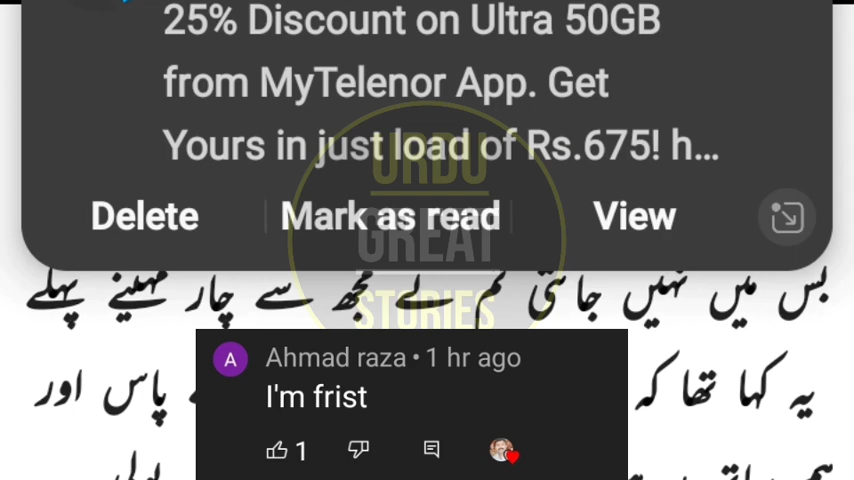 25% Discount on Ultra 50GB
from MyTelenor App. Get
Yours in just load of Rs.675! h...
Delete Mark as read View
URDU
GREAT
STORIES
بس میں نہیں جانتی تم نے مجھ سے چار مہینے پہلے
یہ کہا تھا کہ
پاس اور
A Ahmad raza • 1 hr ago
I'm frist
1